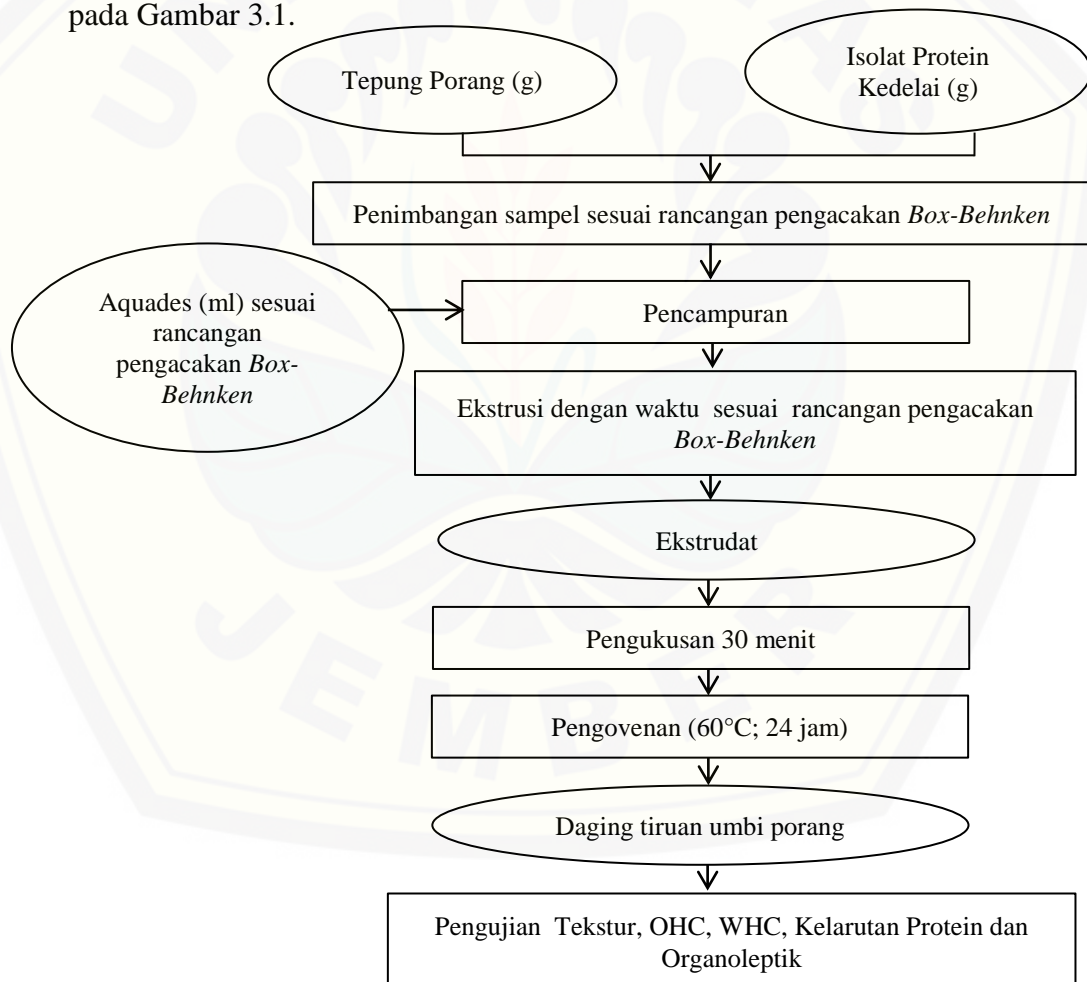 pada Gambar 3.1.
Tepung Porang (g)
Isolat Protein
Kedelai (g)
Penimbangan sampel sesuai rancangan pengacakan Box-Behnken
Aquades (ml) sesuai
rancangan
pengacakan Box-
Behnken
Pencampuran
Ekstrusi dengan waktu sesuai rancangan pengacakan
Box-Behnken
Ekstrudat
Pengukusan 30 menit
Pengovenan (60°C; 24 jam)
Daging tiruan umbi porang
Pengujian Tekstur, OHC, WHC, Kelarutan Protein dan
Organoleptik
JEMBER